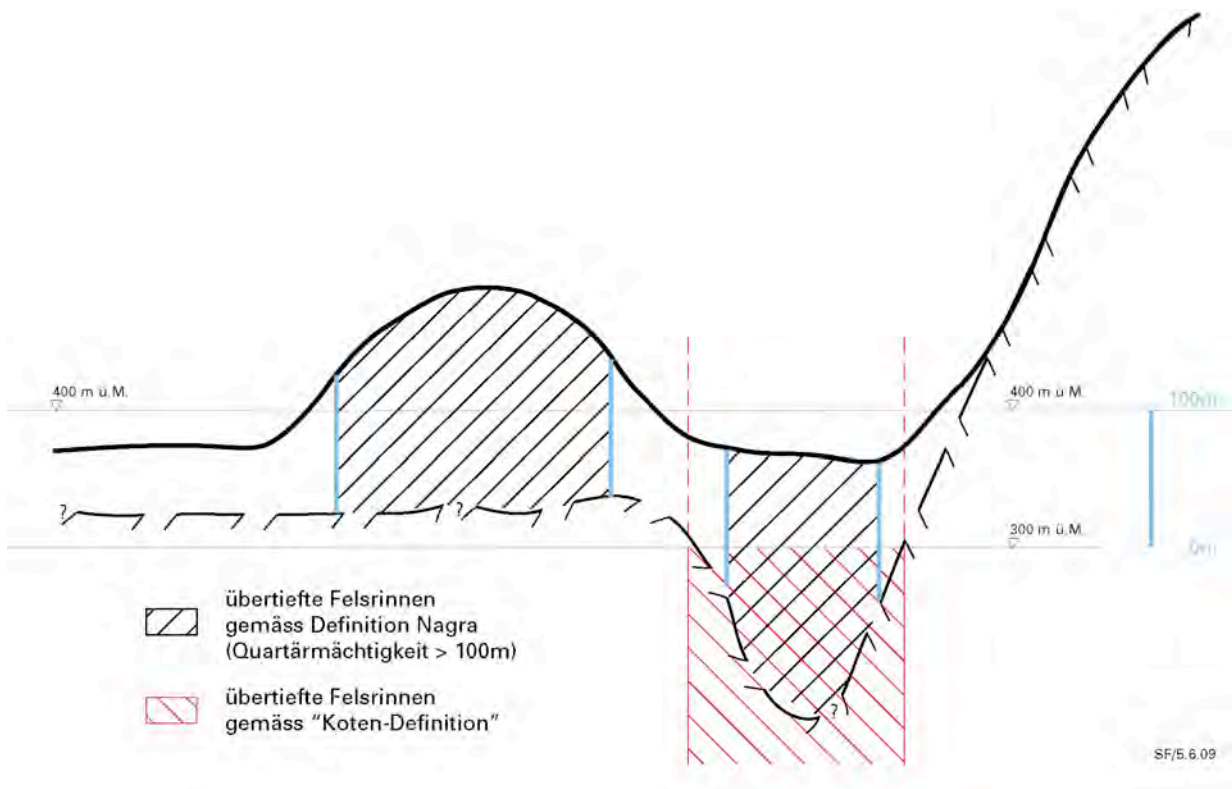 400 m ü.M.
400 m ü.M.
100m
?
?
300 m ü.M.
0m
übertiefte Felsrinnen
gemäss Definition Nagra
(Quartärmächtigkeit > 100m)
übertiefte Felsrinnen
gemäss "Koten-Definition"
?
SF/5.6.09